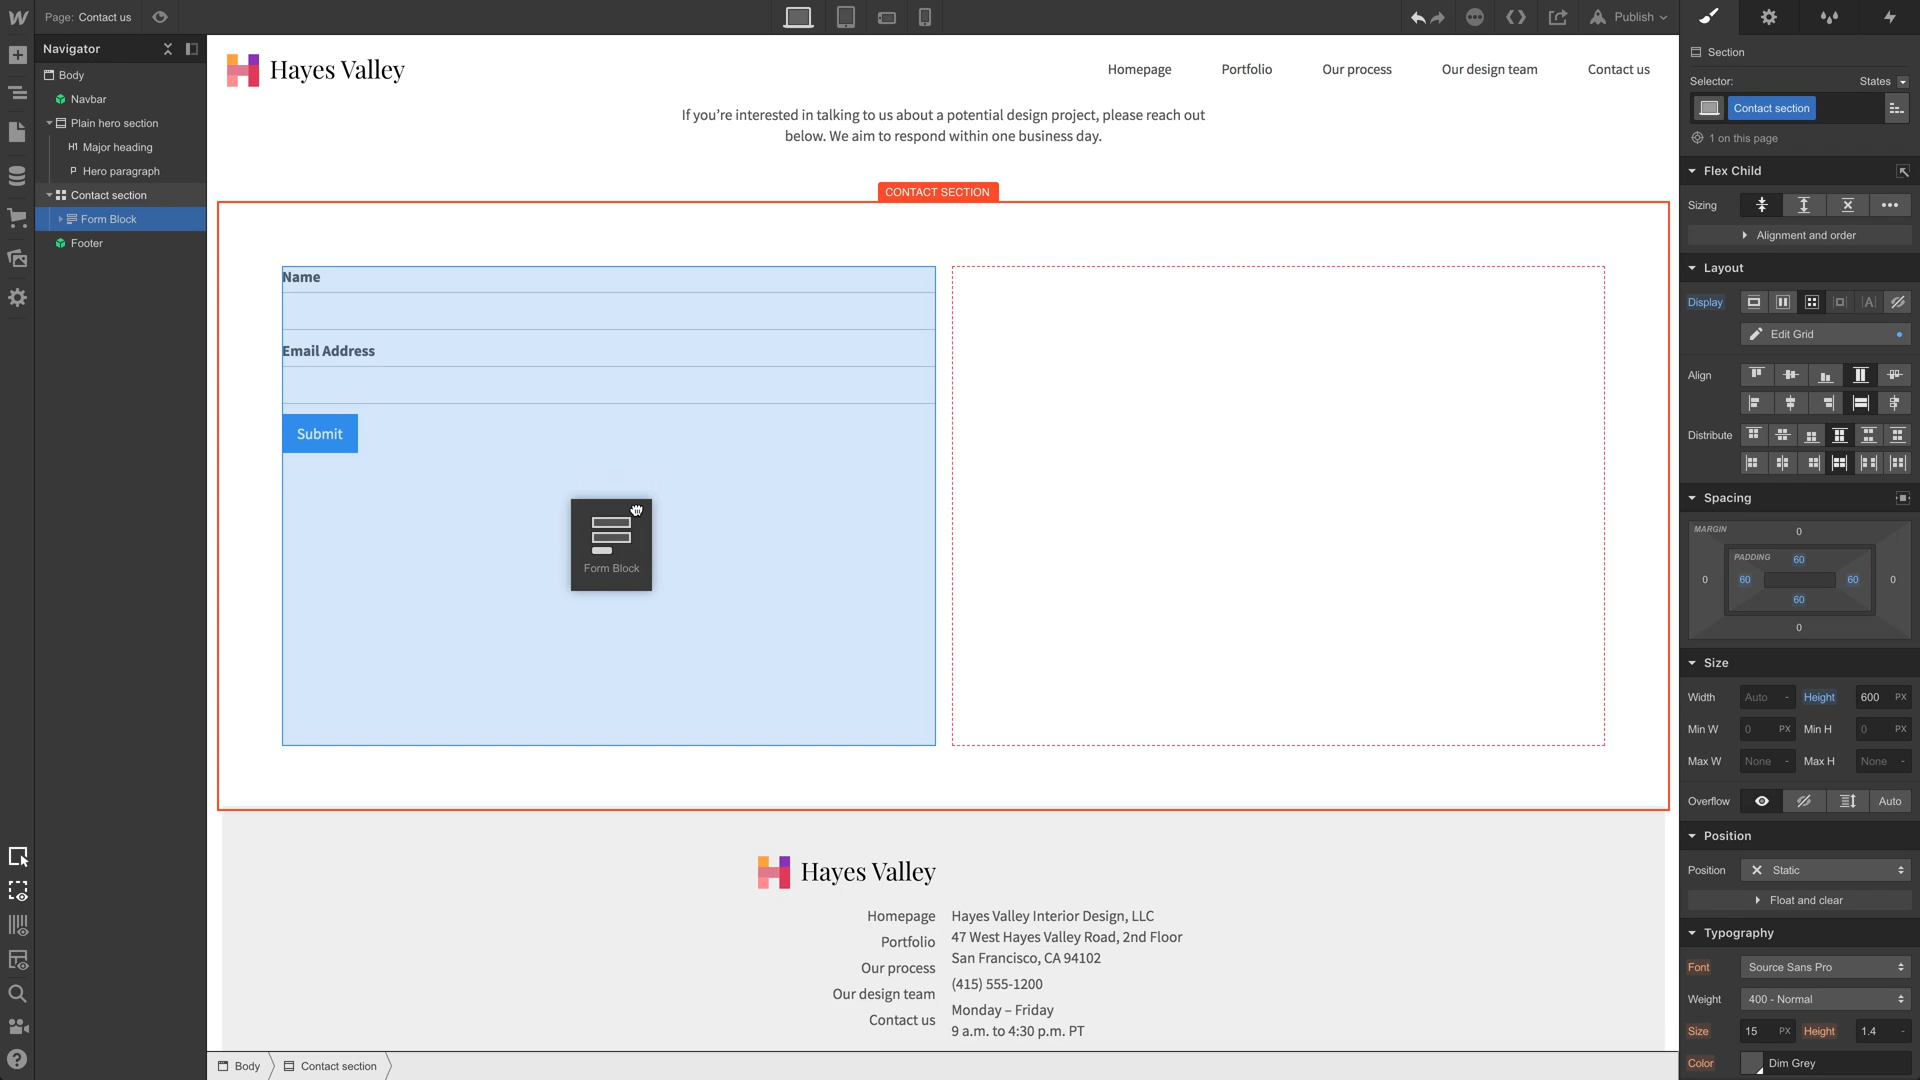 Page: Contact us
Publish
Navigator
Body
Navbar
Plain hero section
H1 Major heading
P Hero paragraph
Contact section
Form Block
Footer
Hayes Valley
Homepage
Portfolio
Our process
Our design team
Contact us
If you’re interested in talking to us about a potential design project, please reach out
below. We aim to respond within one business day.
CONTACT SECTION
Name
Email Address
Submit
Form Block
Hayes Valley
Homepage
Portfolio
Our process
Our design team
Contact us
Hayes Valley Interior Design, LLC
47 West Hayes Valley Road, 2nd Floor
San Francisco, CA 94102
(415) 555-1200
Monday – Friday
9 a.m. to 4:30 p.m. PT
Body
Contact section
Section
Selector:
States
Contact section
1 on this page
Flex Child
Sizing
Alignment and order
Layout
Display
Edit Grid
Align
Distribute
Spacing
MARGIN
0
PADDING
60
0
60
60
0
60
0
Size
Width Auto - Height 600 PX
Min W 0 PX Min H 0 PX
Max W None - Max H None -
Overflow Auto
Position
Position Static
Float and clear
Typography
Font Source Sans Pro
Weight 400 - Normal
Size 15 PX Height 1.4 -
Color Dim Grey